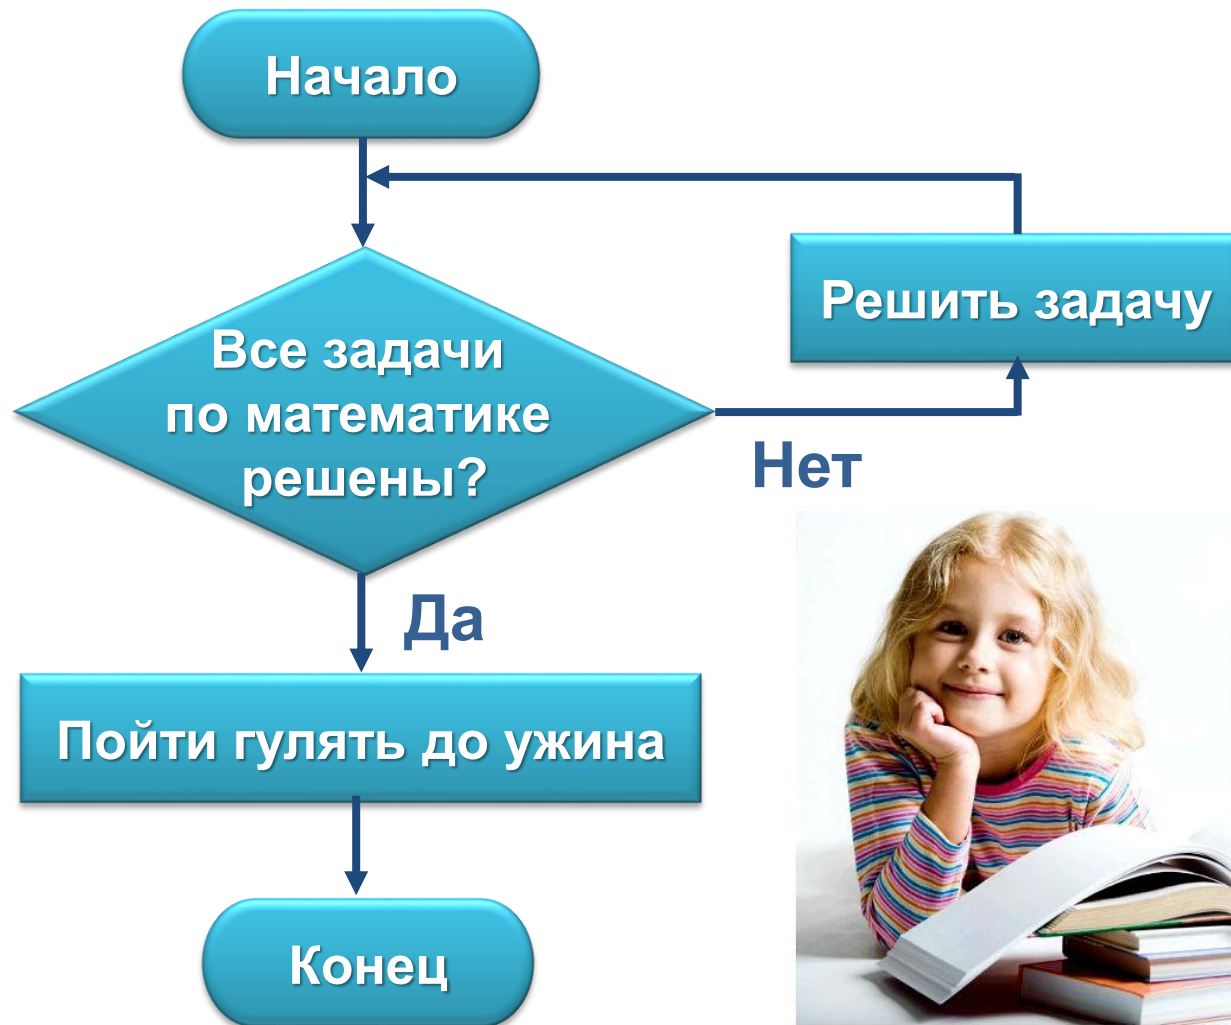 Начало
Решить задачу
Все задачи
по математике
решены?
Нет
Да
Пойти гулять до ужина
Конец